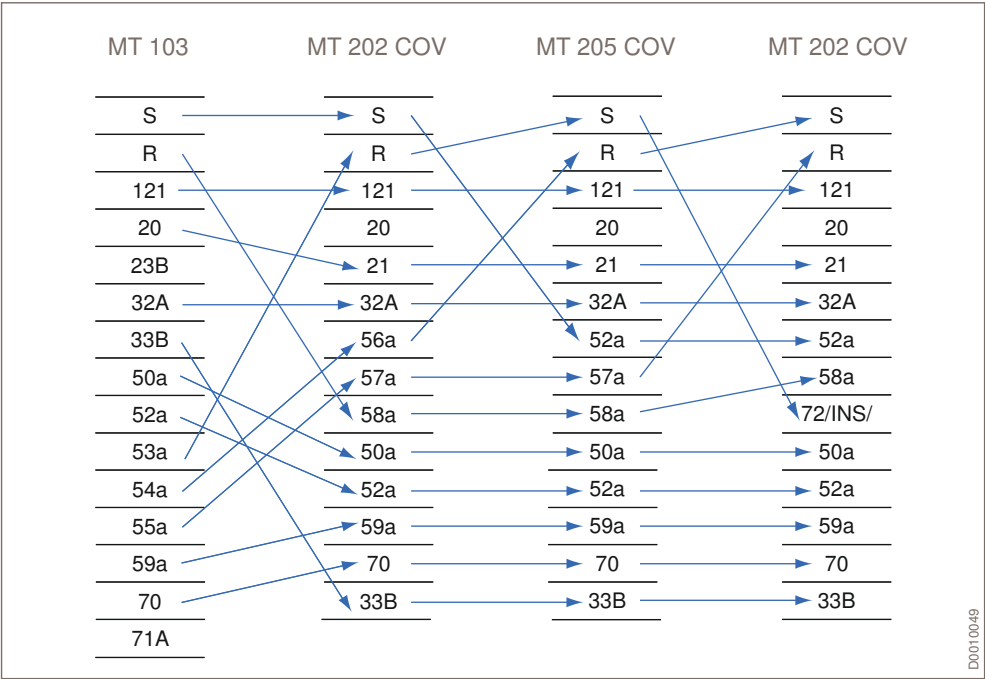 MT 103 MT 202 COV MT 205 COV MT 202 COV
S S S S
R R R R
121 121 121 121
20 20 20 20
23B 21 21 21
32A 32A 32A 32A
33B 56a 52a 52a
50a 57a 57a 58a
52a 58a 58a 72/INS/
53a 50a 50a 50a
54a 52a 52a 52a
55a 59a 59a 59a
59a 70 70 70
70 33B 33B 33B
71A
D0010049